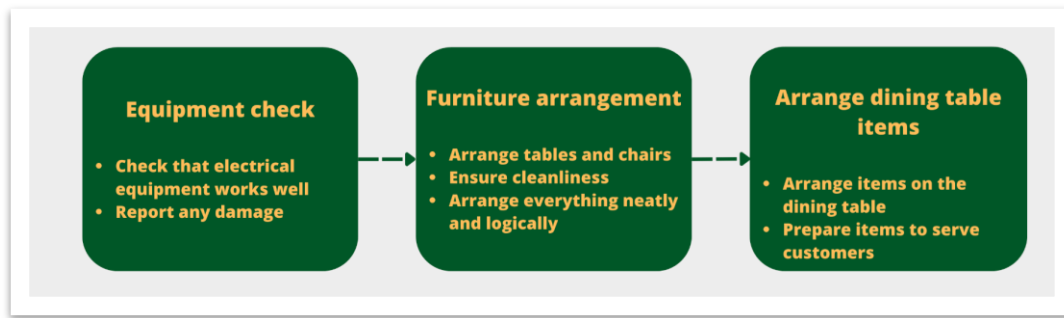 Equipment check
• Check that electrical
equipment works well
• Report any damage
Furniture arrangement
• Arrange tables and chairs
• Ensure cleanliness
• Arrange everything neatly
and logically
Arrange dining table
items
• Arrange items on the
dining table
• Prepare items to serve
customers